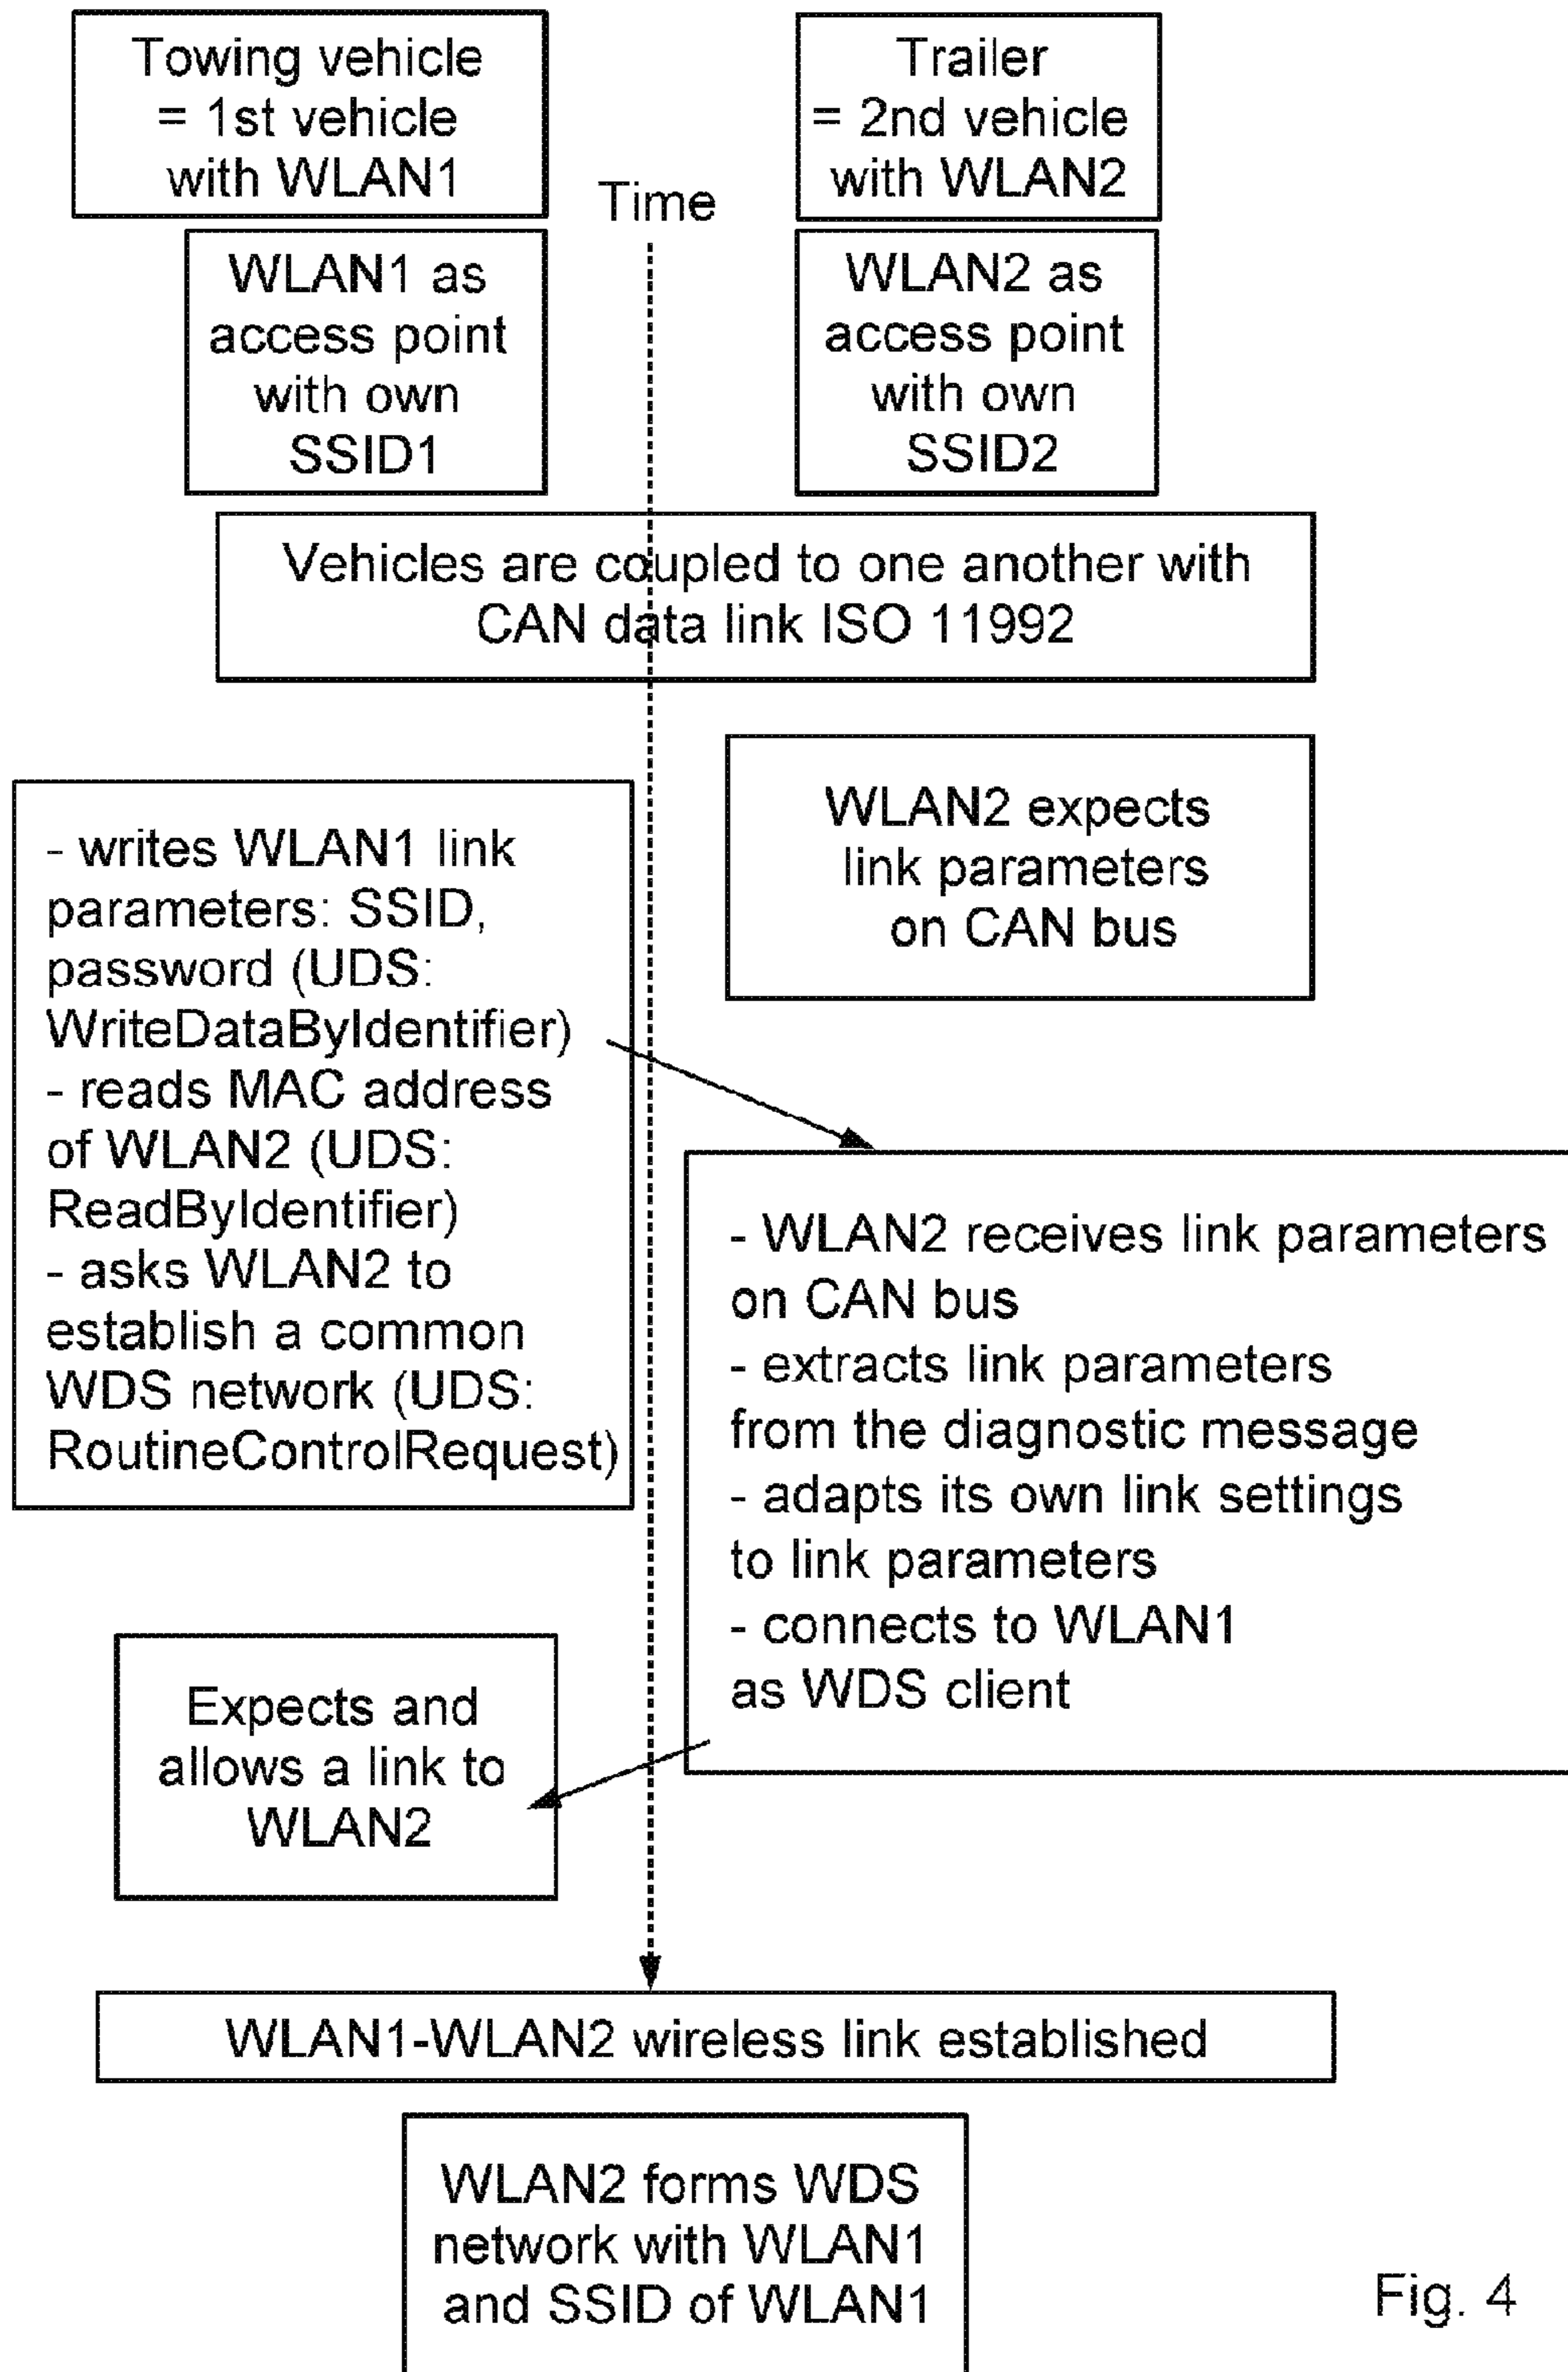 Towing vehicle
= 1st vehicle
with WLAN1
Time
Trailer
= 2nd vehicle
with WLAN2
WLAN1 as
access point
with own
SSID1
WLAN2 as
access point
with own
SSID2
Vehicles are coupled to one another with
CAN data link ISO 11992
WLAN2 expects
link parameters
on CAN bus
- writes WLAN1 link
parameters: SSID,
password (UDS:
WriteDataByIdentifier)
- reads MAC address
of WLAN2 (UDS:
ReadByIdentifier)
- asks WLAN2 to
establish a common
WDS network (UDS:
RoutineControlRequest)
- WLAN2 receives link parameters
on CAN bus
- extracts link parameters
from the diagnostic message
- adapts its own link settings
to link parameters
- connects to WLAN1
as WDS client
Expects and
allows a link to
WLAN2
WLAN1-WLAN2 wireless link established
WLAN2 forms WDS
network with WLAN1
and SSID of WLAN1
Fig. 4